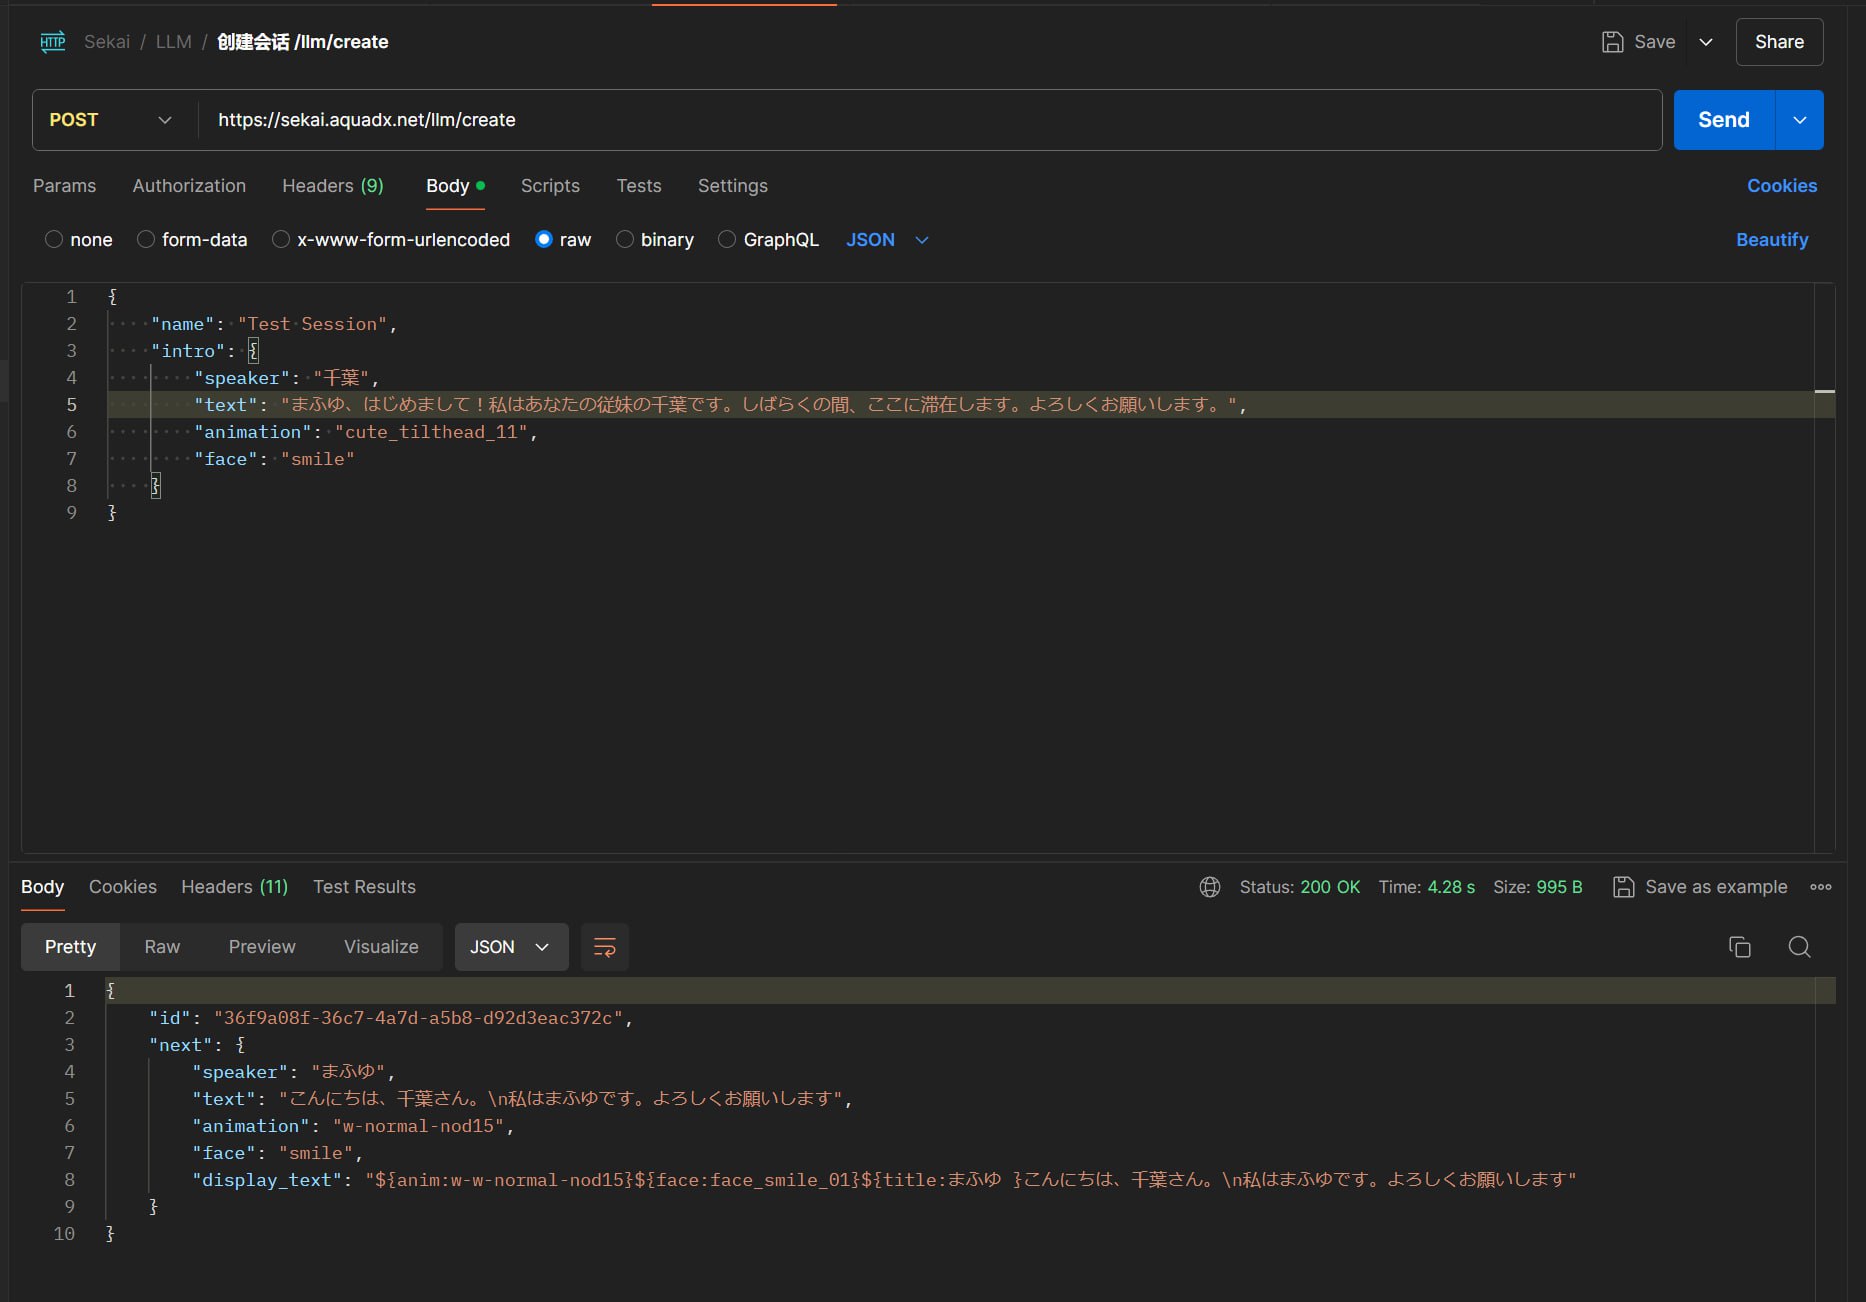 HTTP Sekai / LLM / 创建会话 /llm/create Save Share
POST https://sekai.aquadx.net/llm/create Send
Params Authorization Headers (9) Body Scripts Tests Settings Cookies
none form-data x-www-form-urlencoded raw binary GraphQL JSON Beautify
1 {
2 "name": "Test Session",
3 "intro": {
4 "speaker": "千葉",
5 "text": "まふゆ、はじめまして！私はあなたの従妹の千葉です。しばらくの間、ここに滞在します。よろしくお願いします。",
6 "animation": "cute_tilthead_11",
7 "face": "smile"
8 }
9 }
Body Cookies Headers (11) Test Results Status: 200 OK Time: 4.28 s Size: 995 B Save as example
Pretty Raw Preview Visualize JSON
1 {
2 "id": "36f9a08f-36c7-4a7d-a5b8-d92d3eac372c",
3 "next": {
4 "speaker": "まふゆ",
5 "text": "こんにちは、千葉さん。\n私はまふゆです。よろしくお願いします",
6 "animation": "w-normal-nod15",
7 "face": "smile",
8 "display_text": "${anim:w-w-normal-nod15}${face:face_smile_01}${title:まふゆ }こんにちは、千葉さん。\n私はまふゆです。よろしくお願いします"
9 }
10 }